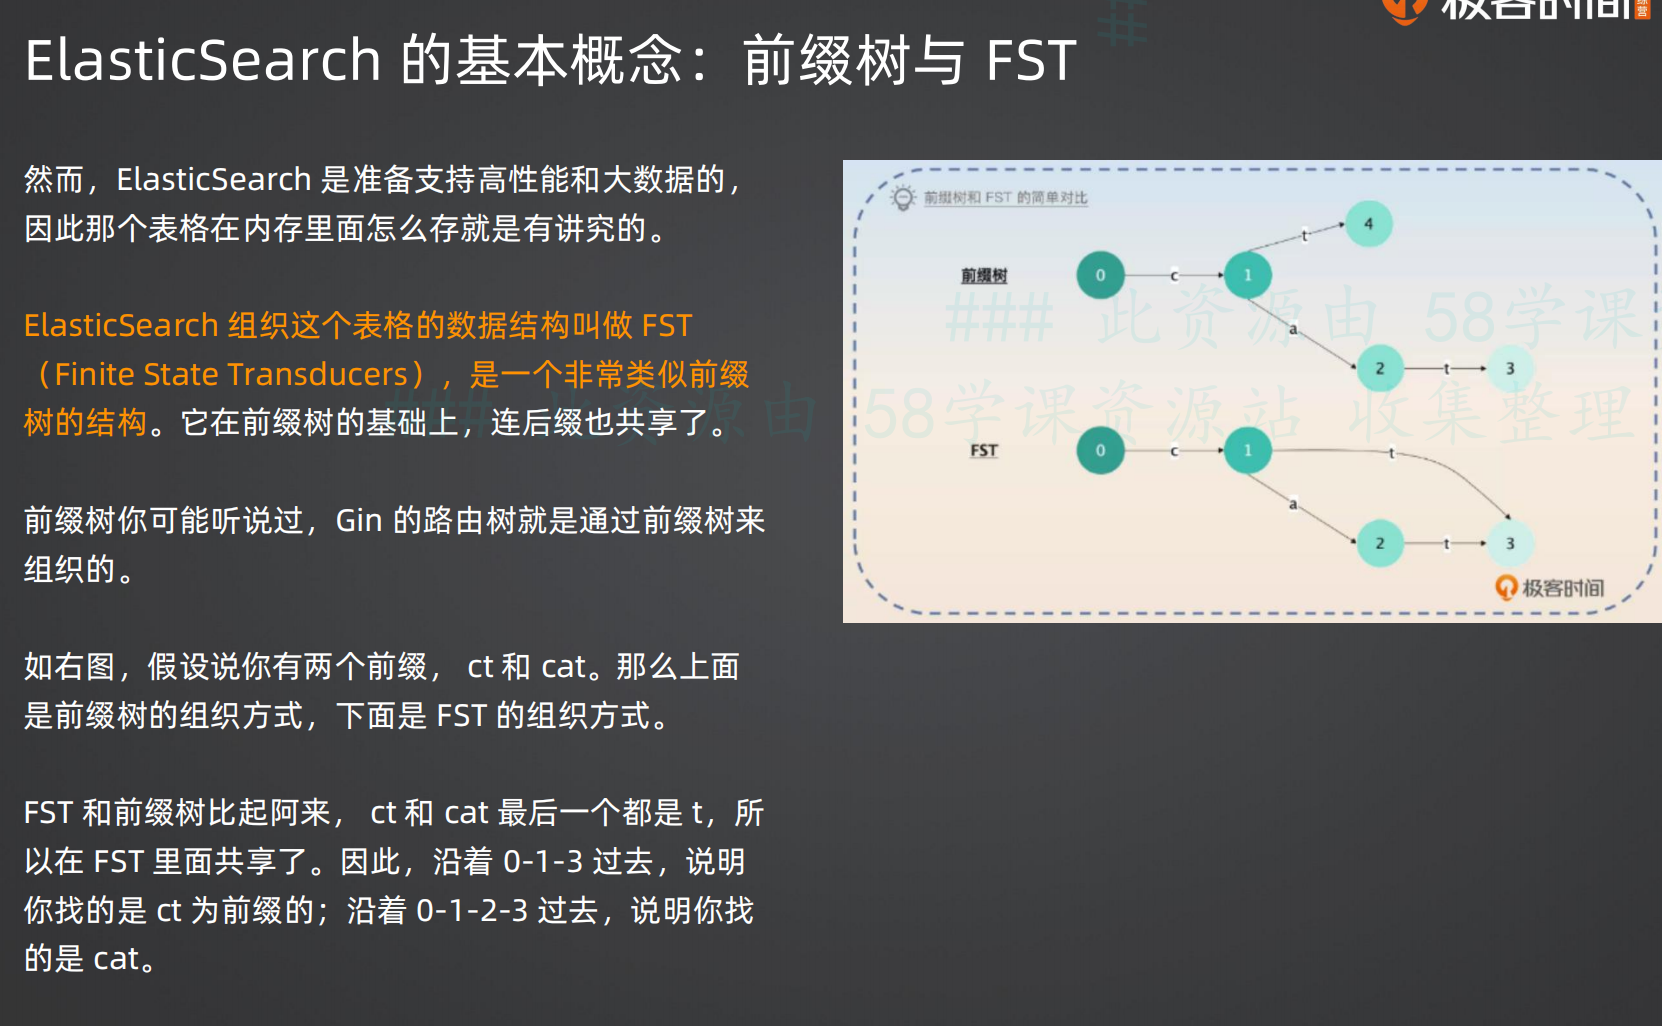 极客时间
ElasticSearch 的基本概念：前缀树与 FST
然而，ElasticSearch 是准备支持高性能和大数据的，
因此那个表格在内存里面怎么存就是有讲究的。
ElasticSearch 组织这个表格的数据结构叫做 FST
（Finite State Transducers），是一个非常类似前缀
树的结构。它在前缀树的基础上，连后缀也共享了。
前缀树你可能听说过，Gin 的路由树就是通过前缀树来
组织的。
如右图，假设说你有两个前缀， ct 和 cat。那么上面
是前缀树的组织方式，下面是 FST 的组织方式。
FST 和前缀树比起阿来， ct 和 cat 最后一个都是 t，所
以在 FST 里面共享了。因此，沿着 0-1-3 过去，说明
你找的是 ct 为前缀的；沿着 0-1-2-3 过去，说明你找
的是 cat。
前缀树和 FST 的简单对比
t
4
前缀树
0
c
1
a
2
t
3
FST
0
c
1
t
a
2
t
3
极客时间
### 此资源由 58学课
### 此资源由 58学课资源站 收集整理
#